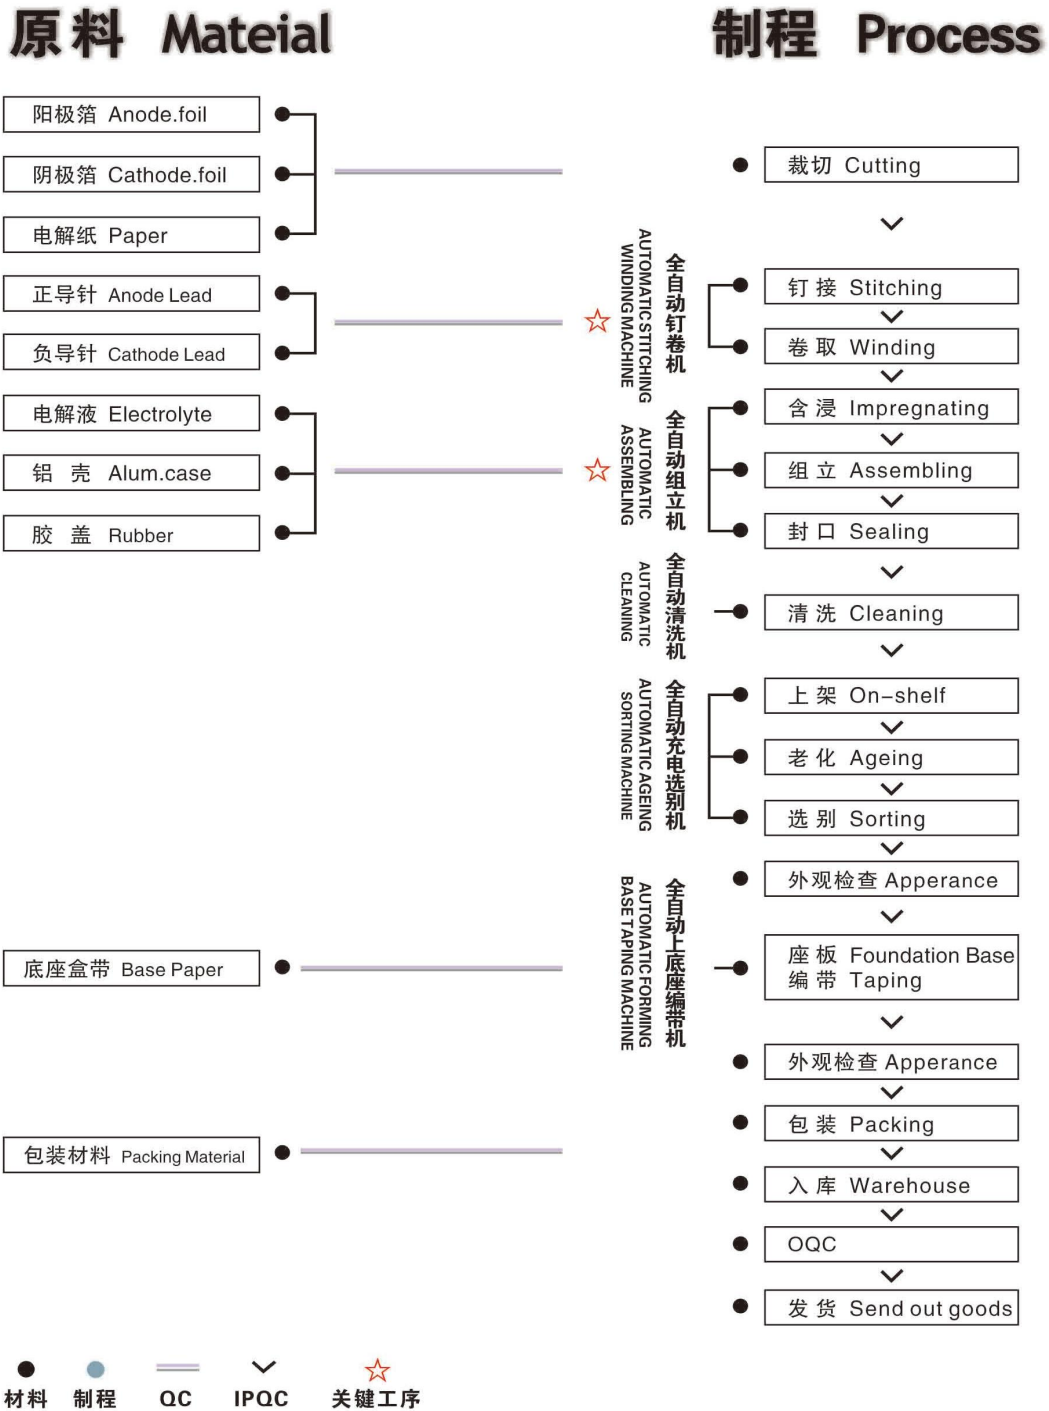 原料 Mateial
阳极箔 Anode.foil
阴极箔 Cathode.foil
电解纸 Paper
正导针 Anode Lead
负导针 Cathode Lead
电解液 Electrolyte
铝 壳 Alum.case
胶 盖 Rubber
底座盒带 Base Paper
包装材料 Packing Material
制程 Process
全自动钉卷机
AUTOMATIC STITCHING
WINDING MACHINE
全自动组立机
AUTOMATIC
ASSEMBLING
全自动清洗机
AUTOMATIC
CLEANING
全自动充电选别机
AUTOMATIC AGEING
SORTING MACHINE
全自动上底座编带机
AUTOMATIC FORMING
BASE TAPING MACHINE
裁切 Cutting
钉 接 Stitching
卷 取 Winding
含 浸 Impregnating
组 立 Assembling
封 口 Sealing
清 洗 Cleaning
上 架 On-shelf
老 化 Ageing
选 别 Sorting
外观检查 Apperance
座 板 Foundation Base
编 带 Taping
外观检查 Apperance
包 装 Packing
入 库 Warehouse
OQC
发 货 Send out goods
材料 制程 QC IPQC 关键工序